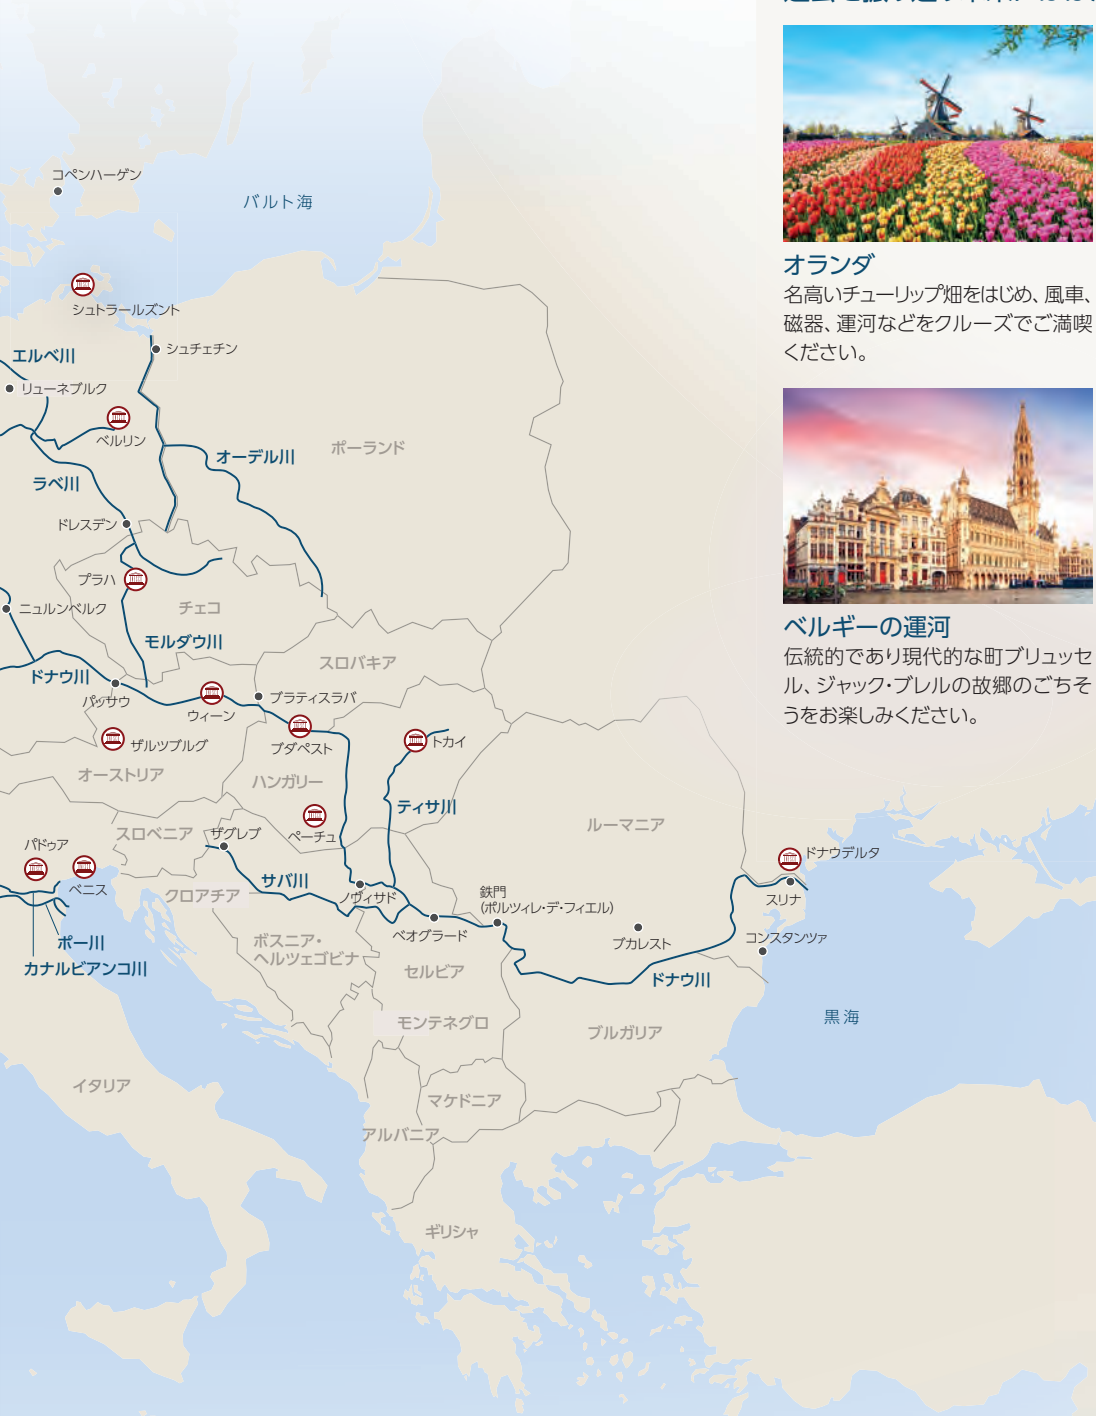 コペンハーゲン
バルト海
シュトラールズント
シュチェチン
エルベ川
リューネブルク
ベルリン
オーデル川
ポーランド
ラベ川
ドレスデン
プラハ
チェコ
ニュルンベルク
モルダウ川
スロバキア
ドナウ川
パッサウ
ウィーン
ブラティスラバ
ザルツブルグ
ブダペスト
トカイ
オーストリア
ハンガリー
ティサ川
ルーマニア
スロベニア
ザグレブ
ペーチュ
パドゥア
ベニス
サバ川
クロアチア
ノヴィサド
鉄門
(ポルツィレ・デ・フィエル)
ドナウデルタ
スリナ
ベオグラード
ブカレスト
コンスタンツァ
ポー川
カナルビアンコ川
ボスニア・
ヘルツェゴビナ
セルビア
ドナウ川
モンテネグロ
ブルガリア
黒海
イタリア
マケドニア
アルバニア
ギリシャ
オランダ
名高いチューリップ畑をはじめ、風車、
磁器、運河などをクルーズでご満喫
ください。
ベルギーの運河
伝統的であり現代的な町ブリュッセ
ル、ジャック・ブレルの故郷のごちそ
うをお楽しみください。